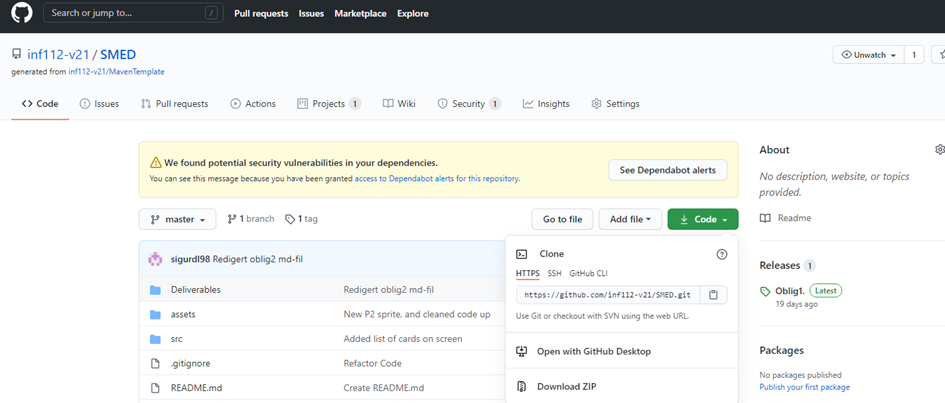 Search or jump to... /
Pull requests Issues Marketplace Explore
inf112-v21 / SMED
generated from inf112-v21/MavenTemplate
Unwatch 1
Code Issues Pull requests Actions Projects 1 Wiki Security 1 Insights Settings
We found potential security vulnerabilities in your dependencies.
You can see this message because you have been granted access to Dependabot alerts for this repository.
See Dependabot alerts
master 1 branch 1 tag
Go to file Add file Code
sigurdl98 Redigert oblig2 md-fil
Deliverables Redigert oblig2 md-fil
assets New P2 sprite, and cleaned code up
src Added list of cards on screen
.gitignore Refactor Code
README.md Create README.md
Clone
HTTPS SSH GitHub CLI
https://github.com/inf112-v21/SMED.git
Use Git or checkout with SVN using the web URL.
Open with GitHub Desktop
Download ZIP
About
No description, website, or topics
provided.
Readme
Releases 1
Oblig1. Latest
19 days ago
Packages
No packages published
Publish your first package